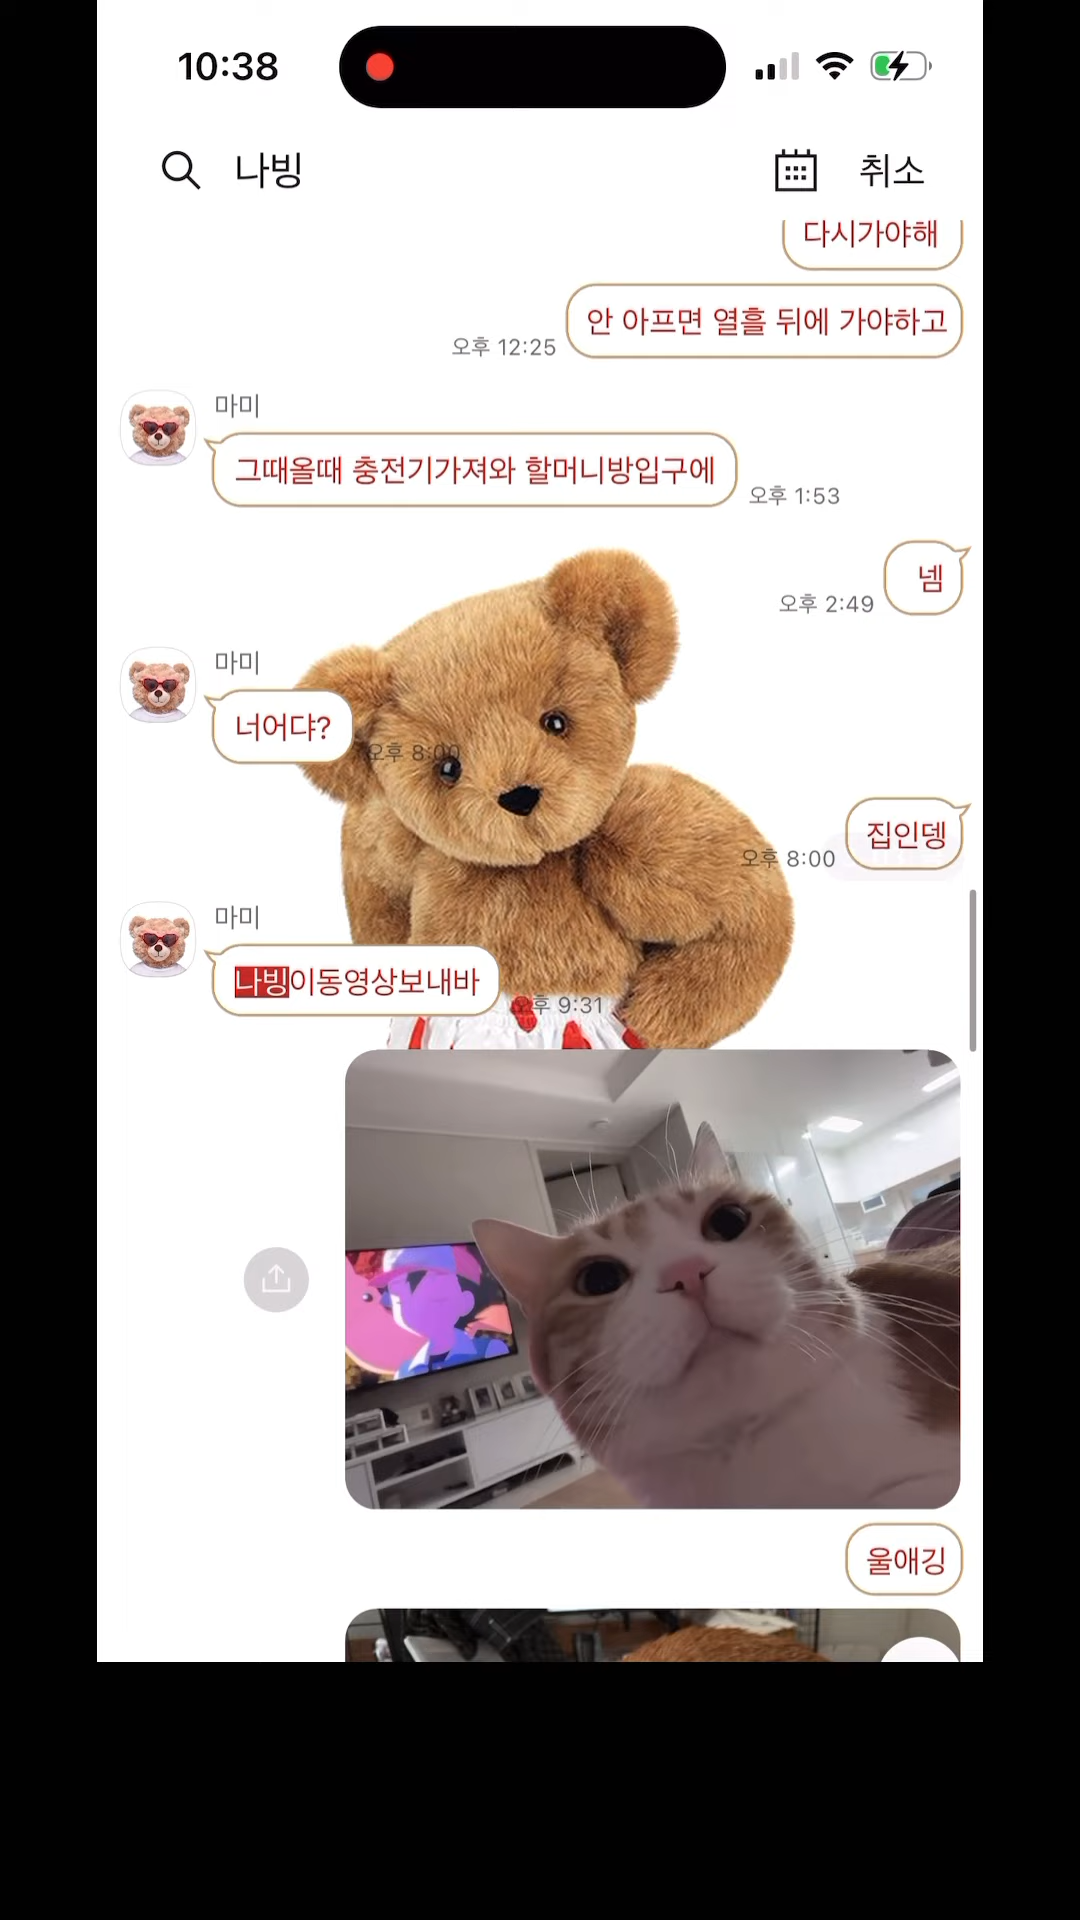 10:38
나빙
취소
다시가야해
안 아프면 열흘 뒤에 가야하고
오후 12:25
마미
그때올때 충전기가져와 할머니방입구에
오후 1:53
넴
오후 2:49
마미
너어댜?
오후 8:00
집인뎅
오후 8:00
마미
나빙이동영상보내바
오후 9:31
울애깅